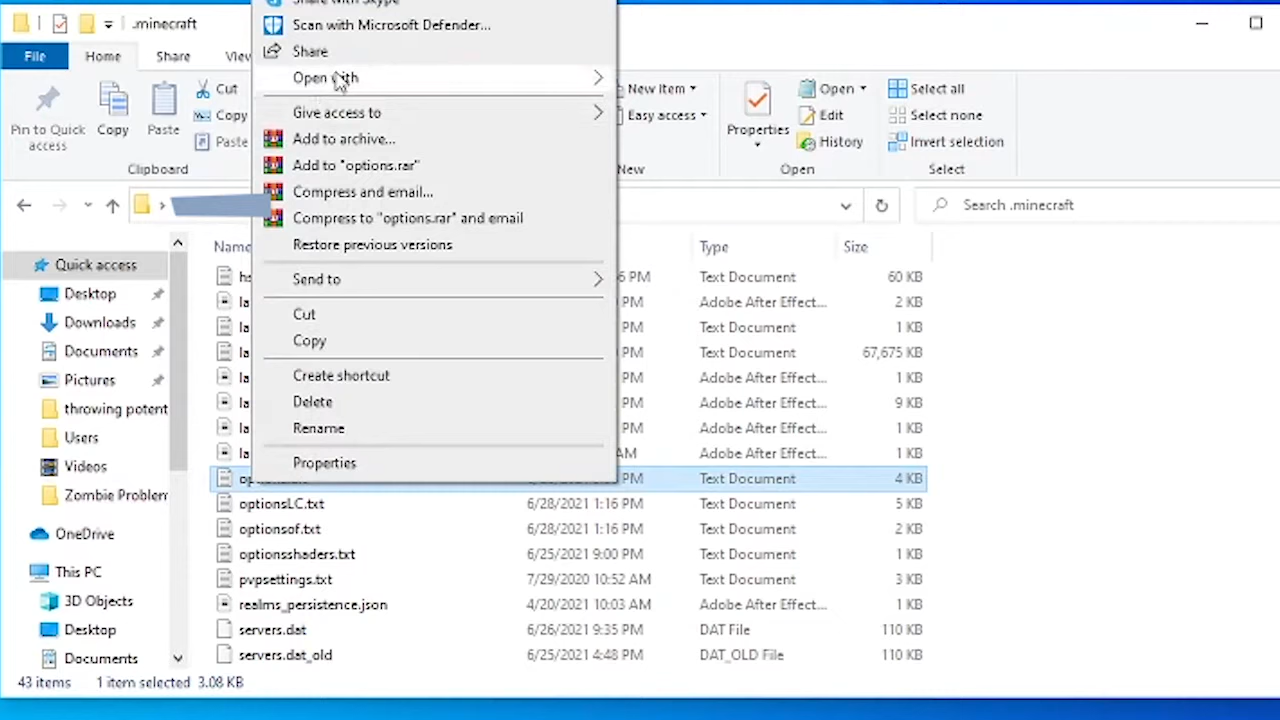 .minecraft
File Home Share
Pin to Quick access
Copy
Paste
Cut
Copy
Paste
Clipboard
New item
Easy access
New
Properties
Open
Edit
History
Open
Select all
Select none
Invert selection
Select
Search .minecraft
Share with Skype
Scan with Microsoft Defender...
Share
Open with
Give access to
Add to archive...
Add to "options.rar"
Compress and email...
Compress to "options.rar" and email
Restore previous versions
Send to
Cut
Copy
Create shortcut
Delete
Rename
Properties
Quick access
Desktop
Downloads
Documents
Pictures
throwing potent
Users
Videos
Zombie Problem
OneDrive
This PC
3D Objects
Desktop
Documents
Name Type Size
PM Text Document 60 KB
Adobe After Effect... 2 KB
PM Text Document 1 KB
Text Document 67,675 KB
PM Adobe After Effect... 1 KB
PM Adobe After Effect... 9 KB
PM Adobe After Effect... 1 KB
AM Adobe After Effect... 1 KB
PM Text Document 4 KB
optionsLC.txt 6/28/2021 1:16 PM Text Document 5 KB
optionsof.txt 6/28/2021 1:16 PM Text Document 2 KB
optionsshaders.txt 6/25/2021 9:00 PM Text Document 1 KB
pvpsettings.txt 7/29/2020 10:52 AM Text Document 3 KB
realms_persistence.json 4/20/2021 10:03 AM Adobe After Effect... 1 KB
servers.dat 6/26/2021 9:35 PM DAT File 110 KB
servers.dat_old 6/25/2021 4:48 PM DAT_OLD File 110 KB
43 items 1 item selected 3.08 KB